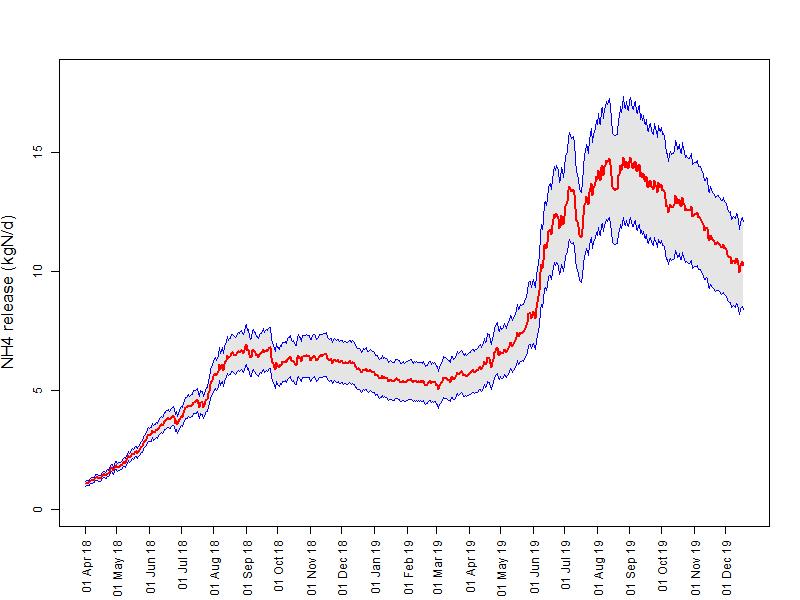 NH4 release (kgN/d)
15
10
5
0
01 Apr 18
01 May 18
01 Jun 18
01 Jul 18
01 Aug 18
01 Sep 18
01 Oct 18
01 Nov 18
01 Dec 18
01 Jan 19
01 Feb 19
01 Mar 19
01 Apr 19
01 May 19
01 Jun 19
01 Jul 19
01 Aug 19
01 Sep 19
01 Oct 19
01 Nov 19
01 Dec 19